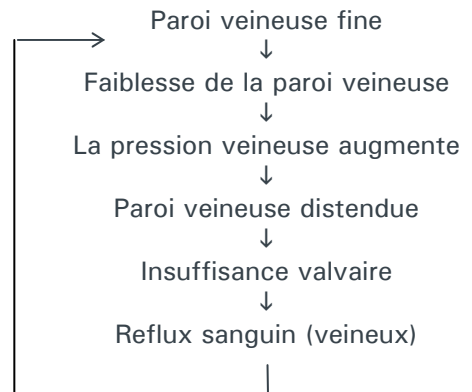 Paroi veineuse fine
↓
Faiblesse de la paroi veineuse
↓
La pression veineuse augmente
↓
Paroi veineuse distendue
↓
Insuffisance valvaire
↓
Reflux sanguin (veineux)